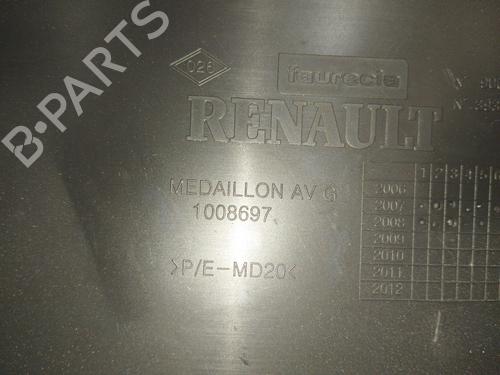 B-PARTS
026
faurecia
RENAULT
MEDAILLON AV G
1008697
>P/E-MD20<
1 2 3 4 5 6
2006
2007
2008
2009
2010
2011
2012